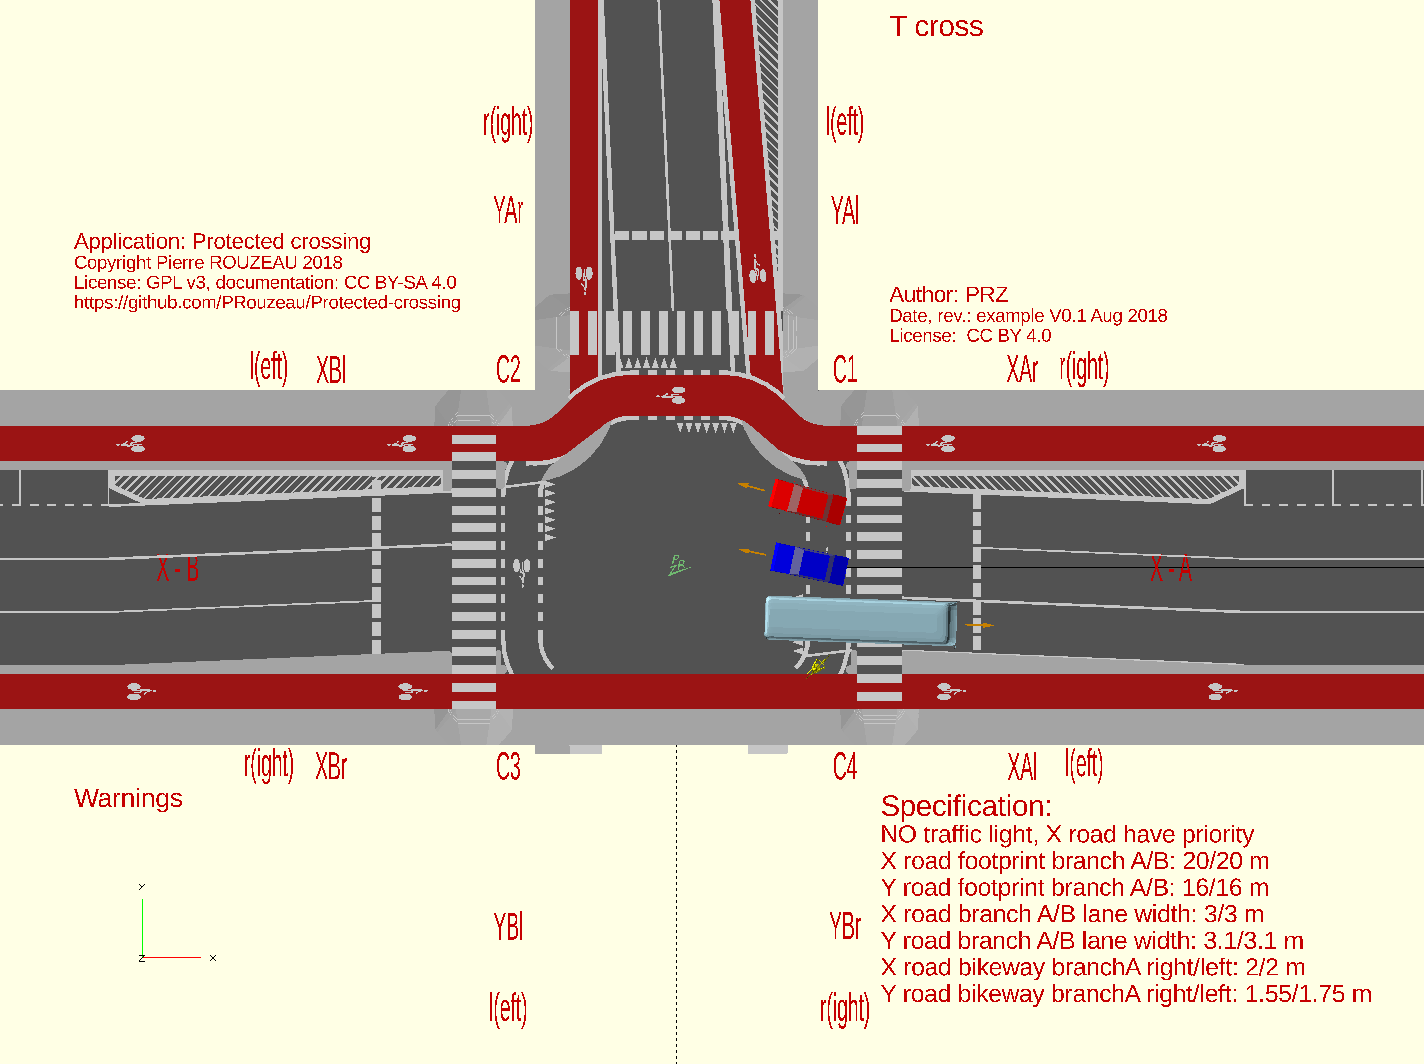 T cross
r(ight)
l(eft)
YAr
YAl
Application: Protected crossing
Copyright Pierre ROUZEAU 2018
License: GPL v3, documentation: CC BY-SA 4.0
https://github.com/PRouzeau/Protected-crossing
Author: PRZ
Date, rev.: example V0.1 Aug 2018
License: CC BY 4.0
l(eft) XBl C2 C1 XAr r(ight)
X - B
X - A
r(ight) XBr C3 C4 XAl l(eft)
Warnings
Specification:
NO traffic light, X road have priority
X road footprint branch A/B: 20/20 m
Y road footprint branch A/B: 16/16 m
X road branch A/B lane width: 3/3 m
Y road branch A/B lane width: 3.1/3.1 m
X road bikeway branchA right/left: 2/2 m
Y road bikeway branchA right/left: 1.55/1.75 m
Y
Z
X
YBl
YBr
l(eft)
r(ight)